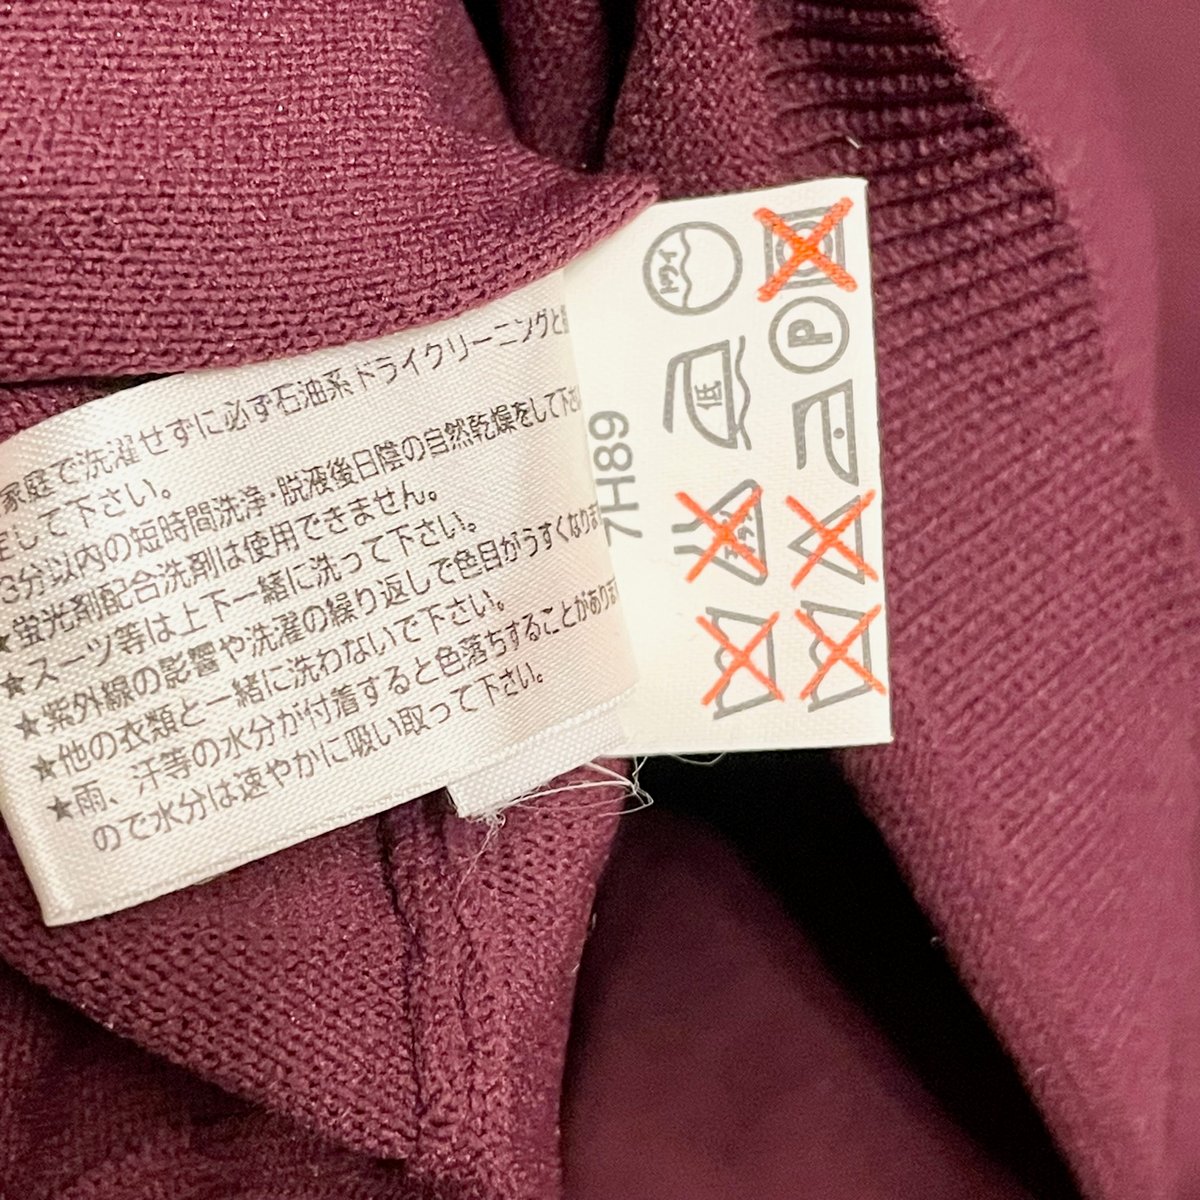 家庭で洗濯せずに必ず石油系ドライクリーニングと
して下さい。
3分以内の短時間洗浄・脱液後日陰の自然乾燥をして下さ
★蛍光剤配合洗剤は使用できません。
★スーツ等は上下一緒に洗って下さい。
★紫外線の影響や洗濯の繰り返しで色目がうすくなりま
★他の衣類と一緒に洗わないで下さい。
★雨、汗等の水分が付着すると色落ちすることがありま
ので水分は速やかに吸い取って下さい。
7H89
ドライ
P
低
エンソ